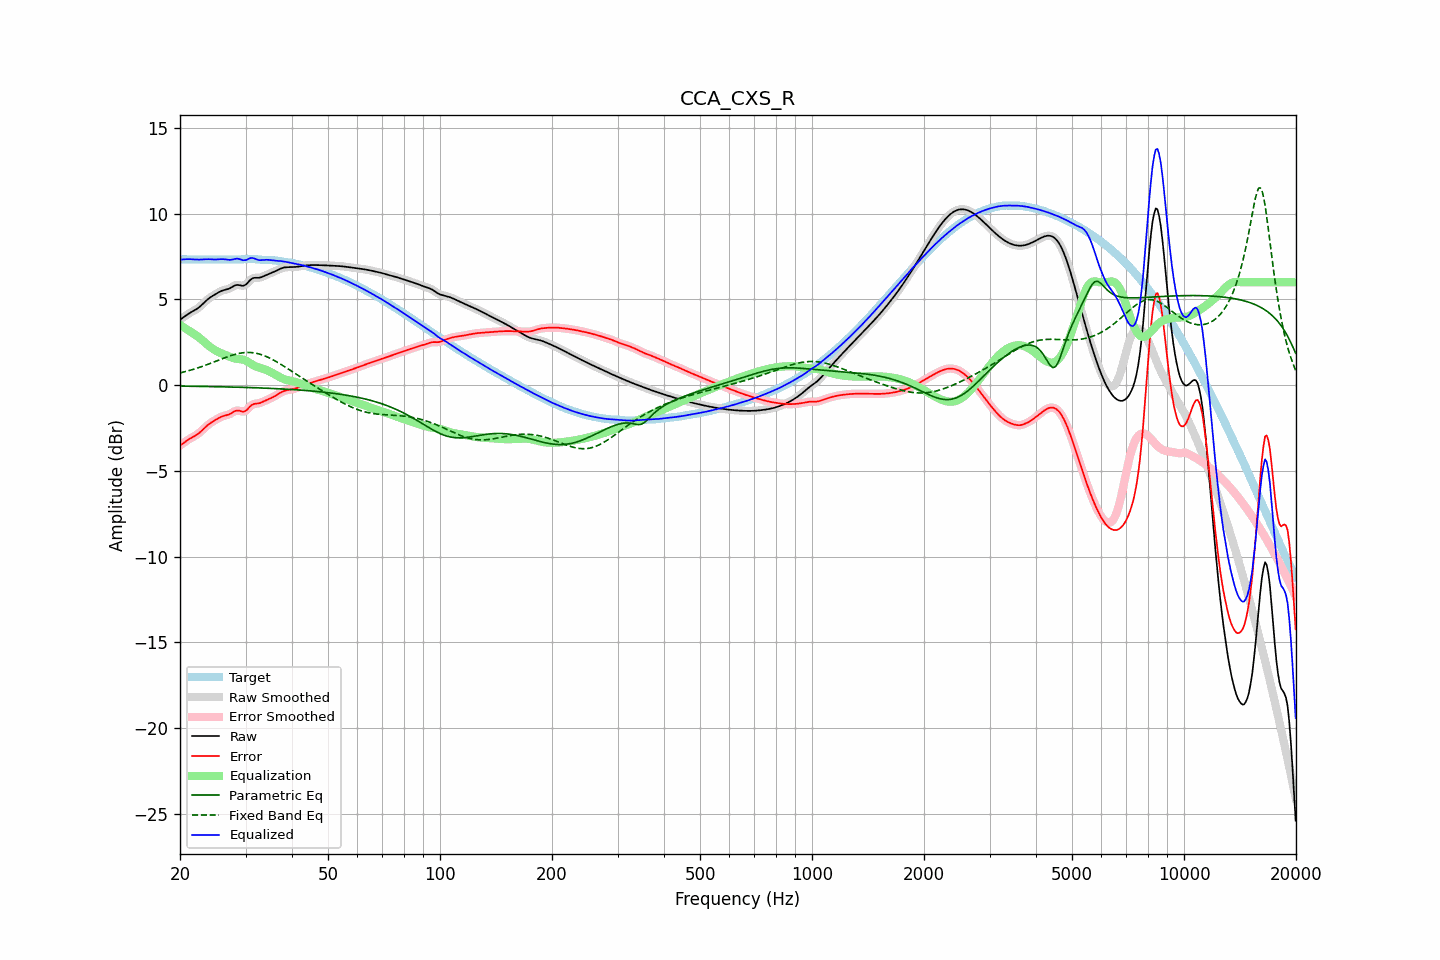 CCA_CXS_R
Amplitude (dBr)
15
10
5
0
−5
−10
−15
−20
−25
Target
Raw Smoothed
Error Smoothed
Raw
Error
Equalization
Parametric Eq
Fixed Band Eq
Equalized
20 50 100 200 500 1000 2000 5000 10000 20000
Frequency (Hz)